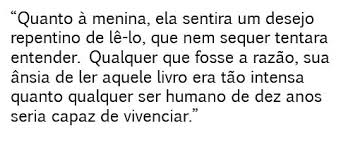 “Quanto à menina, ela sentira um desejo
repentino de lê-lo, que nem sequer tentara
entender. Qualquer que fosse a razão, sua
ânsia de ler aquele livro era tão intensa
quanto qualquer ser humano de dez anos
seria capaz de vivenciar.”